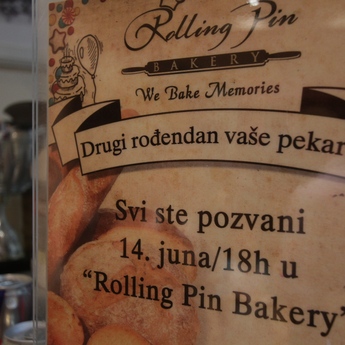 Rolling Pin
BAKERY
We Bake Memories
Drugi rođendan vaše pekar
Svi ste pozvani
14. juna/18h u
“Rolling Pin Bakery”